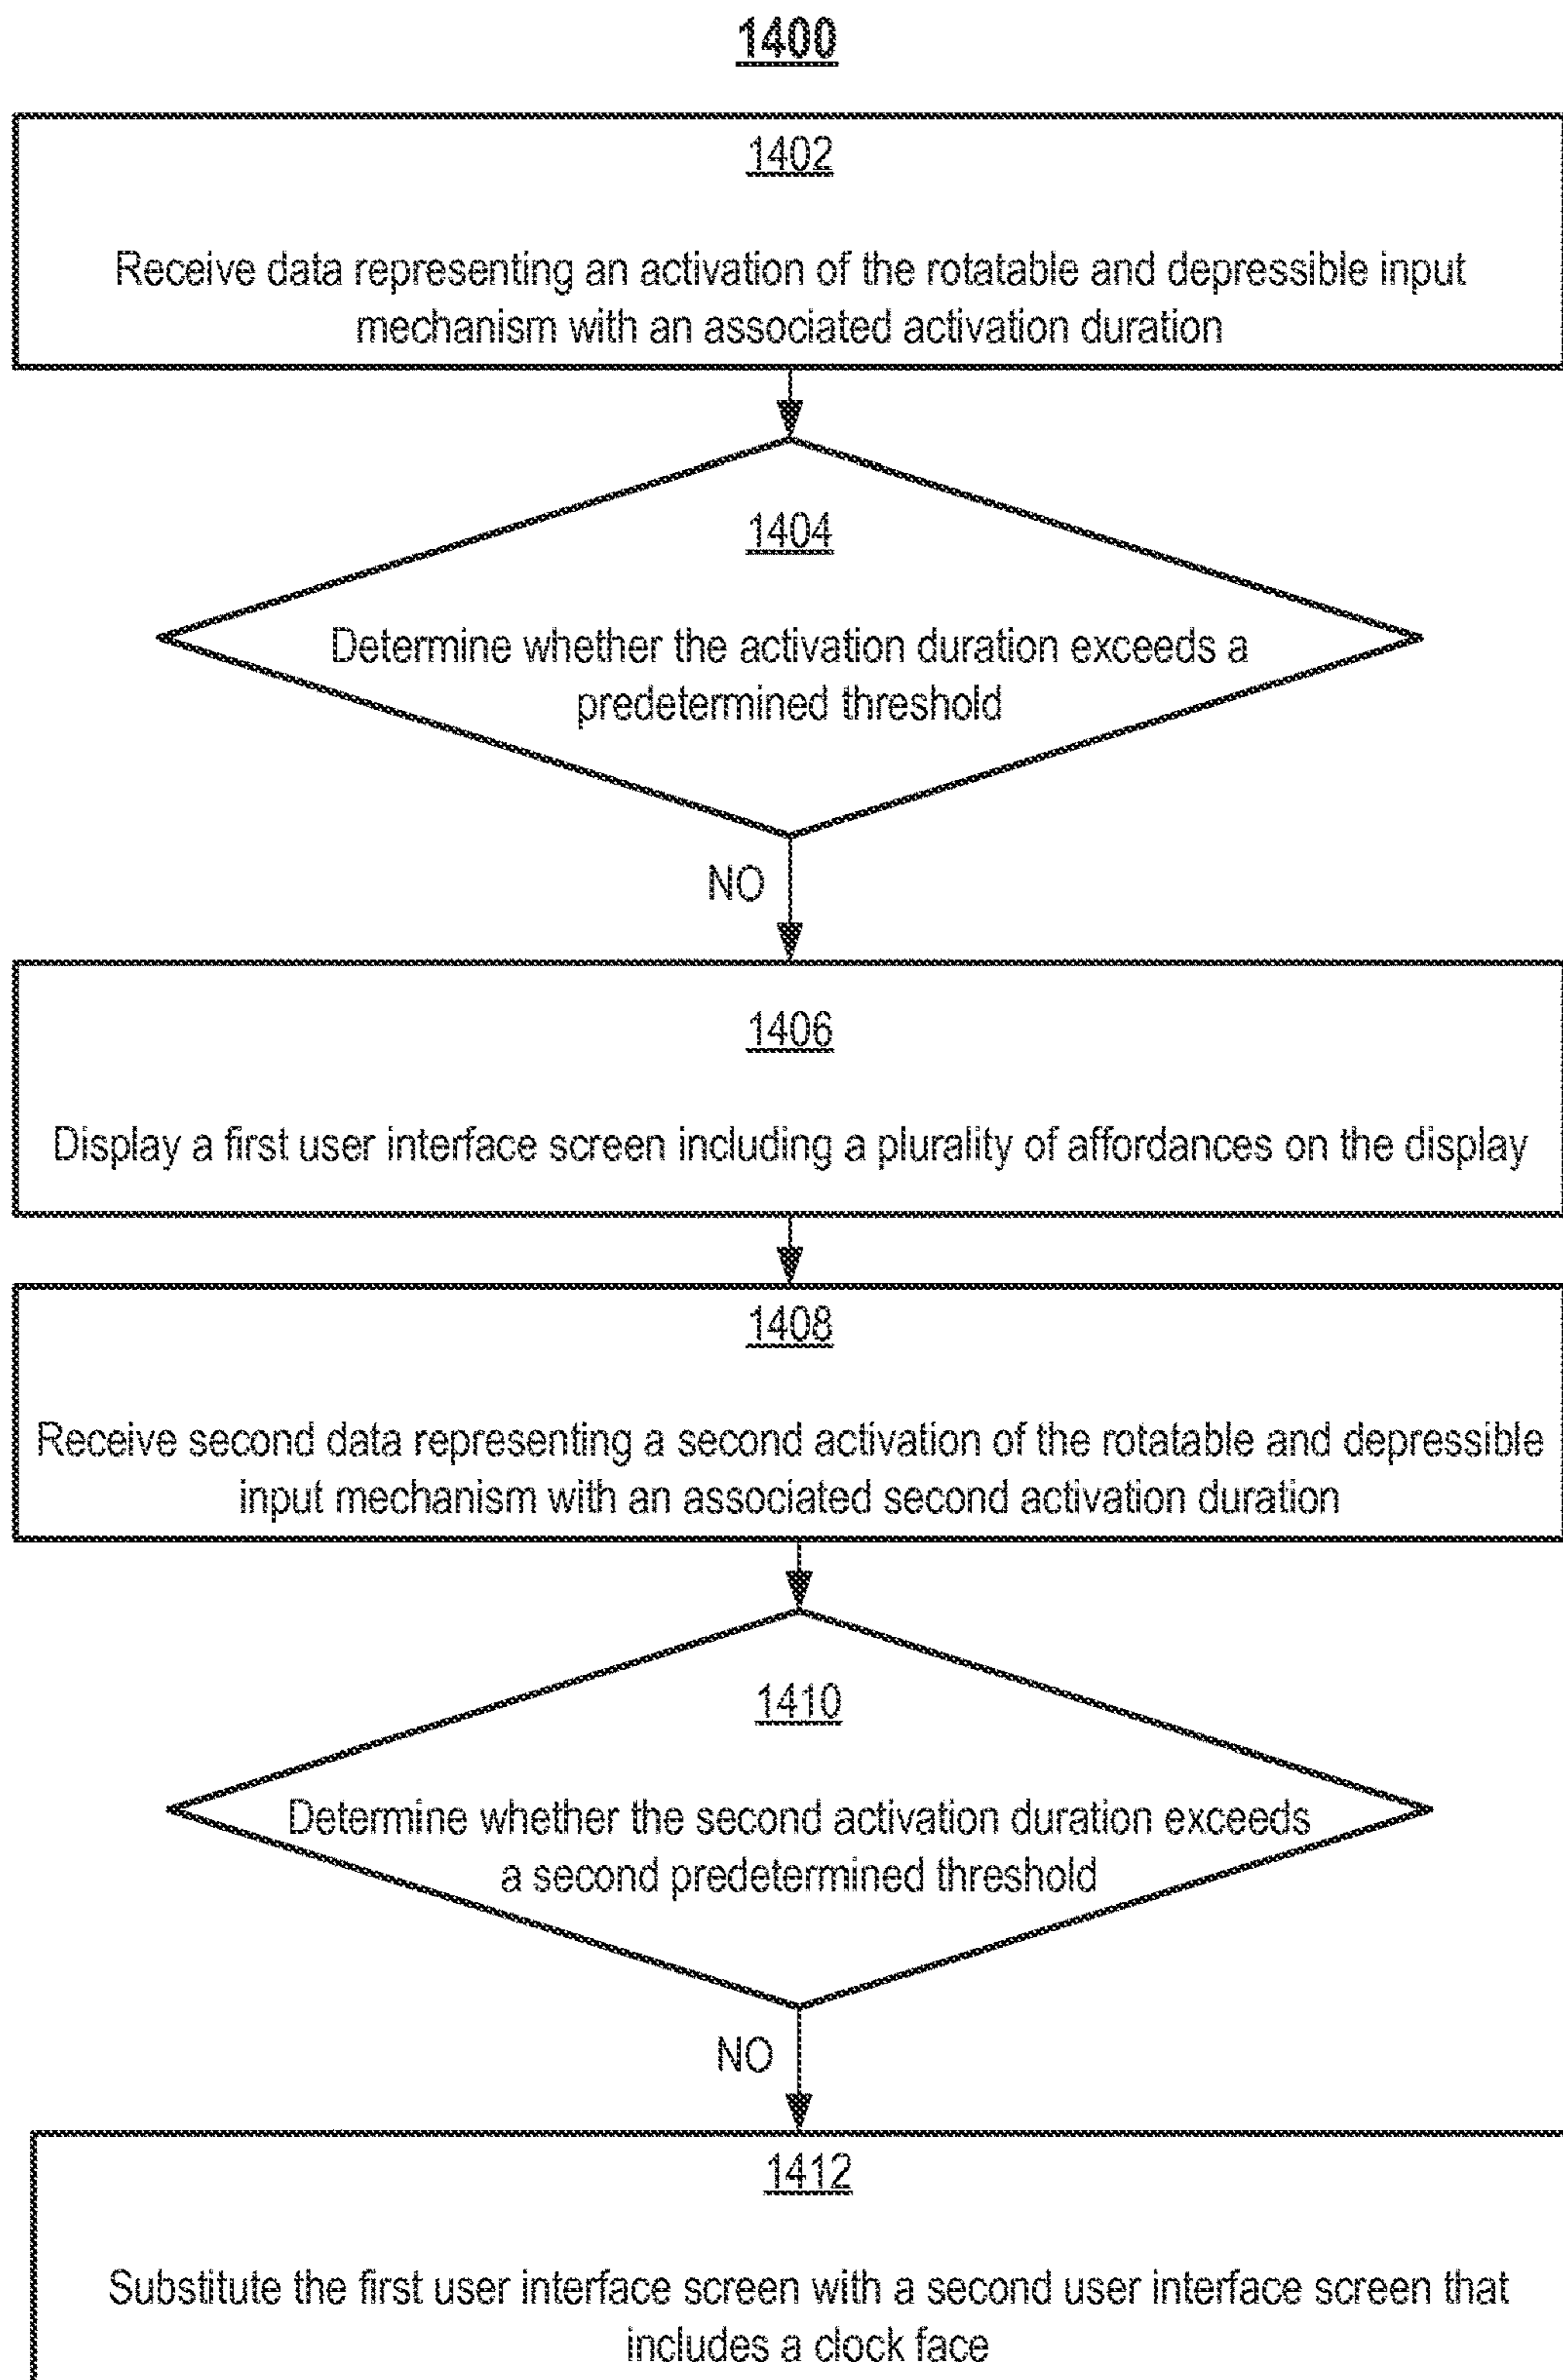 1400
1402
Receive data representing an activation of the rotatable and depressible input
mechanism with an associated activation duration
1404
Determine whether the activation duration exceeds a
predetermined threshold
NO
1406
Display a first user interface screen including a plurality of affordances on the display
1408
Receive second data representing a second activation of the rotatable and depressible
input mechanism with an associated second activation duration
1410
Determine whether the second activation duration exceeds
a second predetermined threshold
NO
1412
Substitute the first user interface screen with a second user interface screen that
includes a clock face